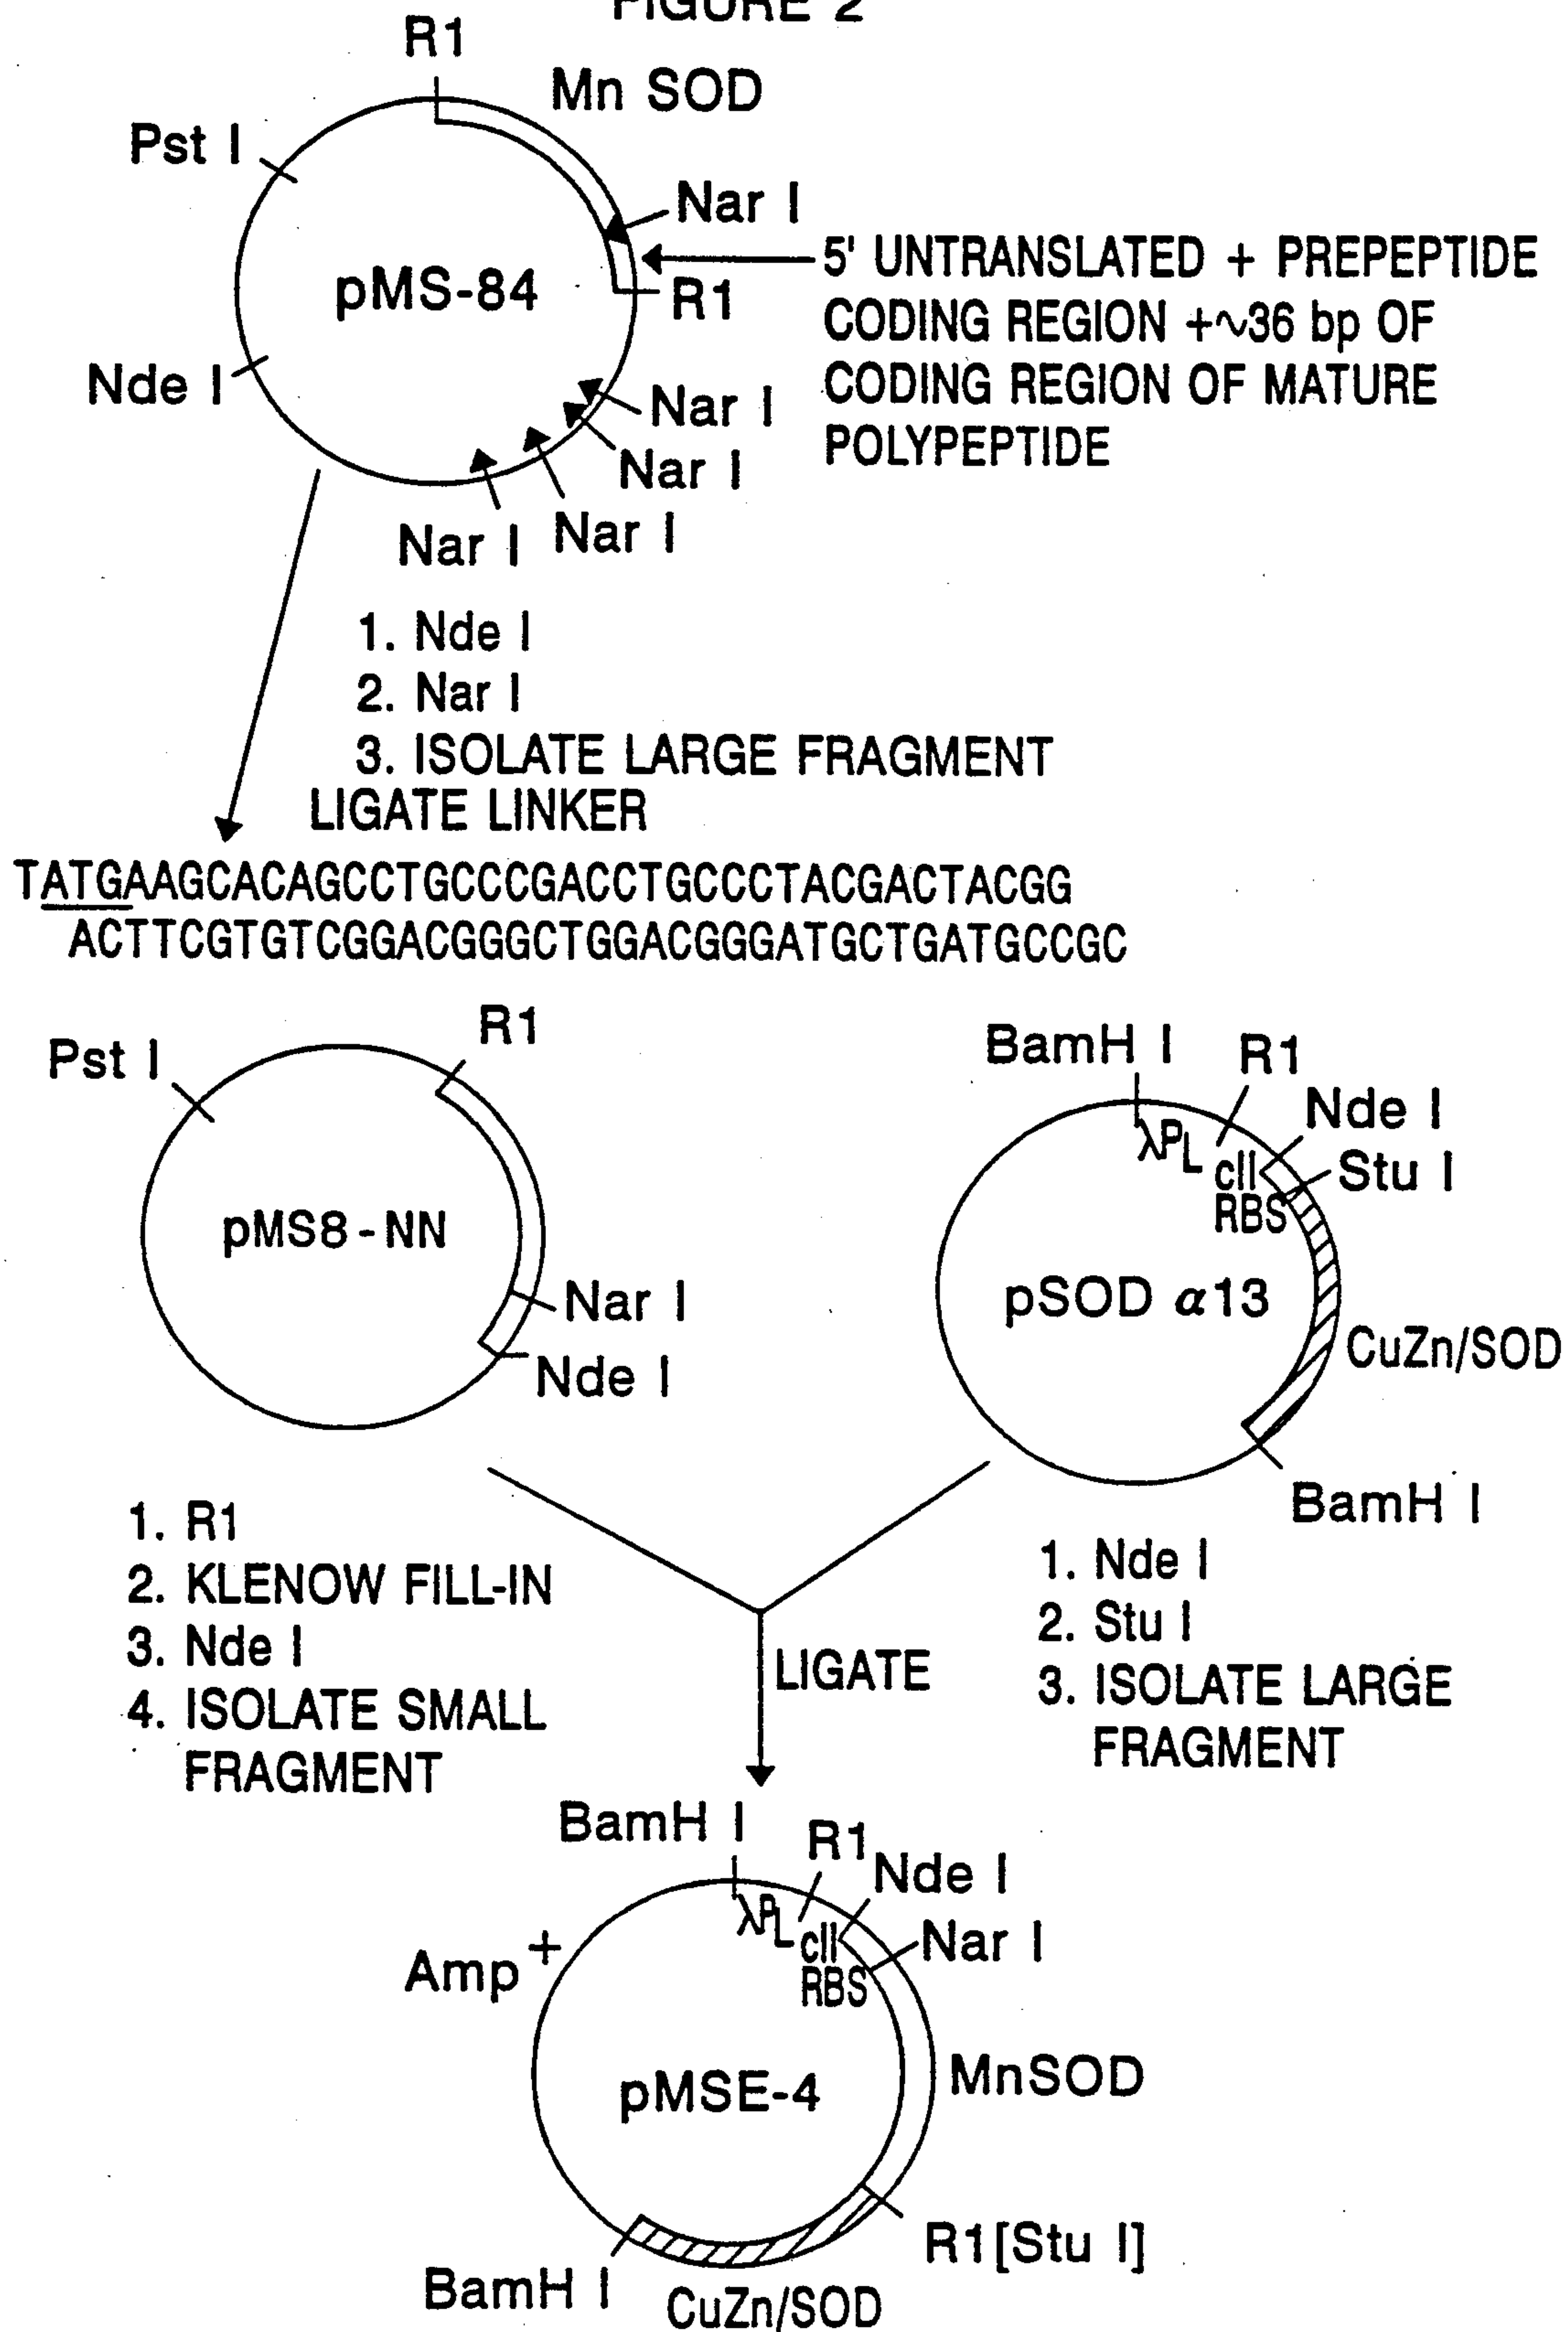 FIGURE 2
R1
Mn SOD
Pst I
Nar I
5' UNTRANSLATED + PREPEPTIDE
CODING REGION +~36 bp OF
CODING REGION OF MATURE
POLYPEPTIDE
pMS-84
R1
Nde I
Nar I
Nar I
Nar I
Nar I
1. Nde I
2. Nar I
3. ISOLATE LARGE FRAGMENT
LIGATE LINKER
TATGAAGCACAGCCTGCCCGACCTGCCCTACGACTACGG
ACTTCGTGTCGGACGGGCTGGACGGGATGCTGATGCCGC
R1
Pst I
pMS8-NN
Nar I
Nde I
BamH I
R1
Nde I
λPL
cII
Stu I
RBS
pSOD α13
CuZn/SOD
BamH I
1. R1
2. KLENOW FILL-IN
3. Nde I
4. ISOLATE SMALL
FRAGMENT
LIGATE
1. Nde I
2. Stu I
3. ISOLATE LARGE
FRAGMENT
BamH I
R1
Nde I
λPL
cII
Nar I
RBS
Amp+
pMSE-4
MnSOD
R1[Stu I]
BamH I
CuZn/SOD